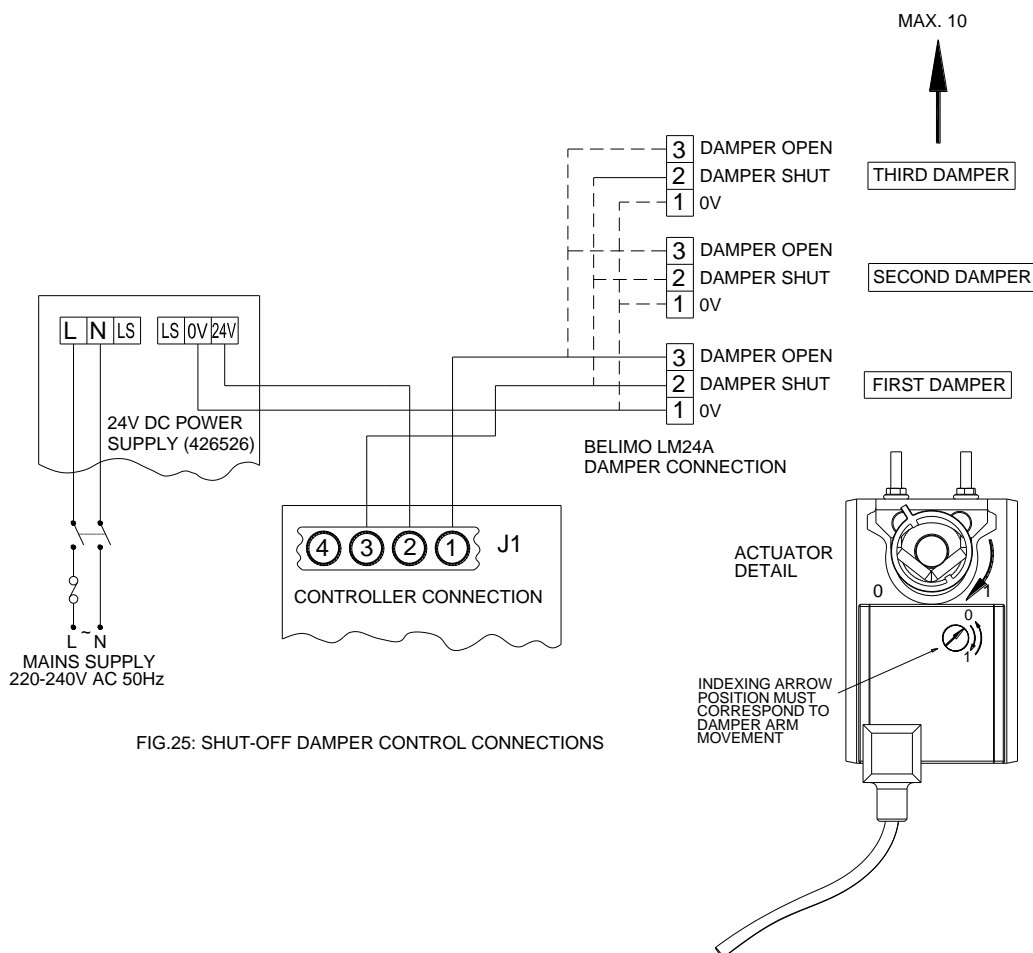 MAX. 10
3 DAMPER OPEN
2 DAMPER SHUT
1 0V
THIRD DAMPER
3 DAMPER OPEN
2 DAMPER SHUT
1 0V
SECOND DAMPER
3 DAMPER OPEN
2 DAMPER SHUT
1 0V
FIRST DAMPER
BELIMO LM24A
DAMPER CONNECTION
L N LS LS 0V 24V
24V DC POWER
SUPPLY (426526)
4 3 2 1 J1
CONTROLLER CONNECTION
L ~ N
MAINS SUPPLY
220-240V AC 50Hz
ACTUATOR
DETAIL
0 1
0
1
INDEXING ARROW
POSITION MUST
CORRESPOND TO
DAMPER ARM
MOVEMENT
FIG.25: SHUT-OFF DAMPER CONTROL CONNECTIONS